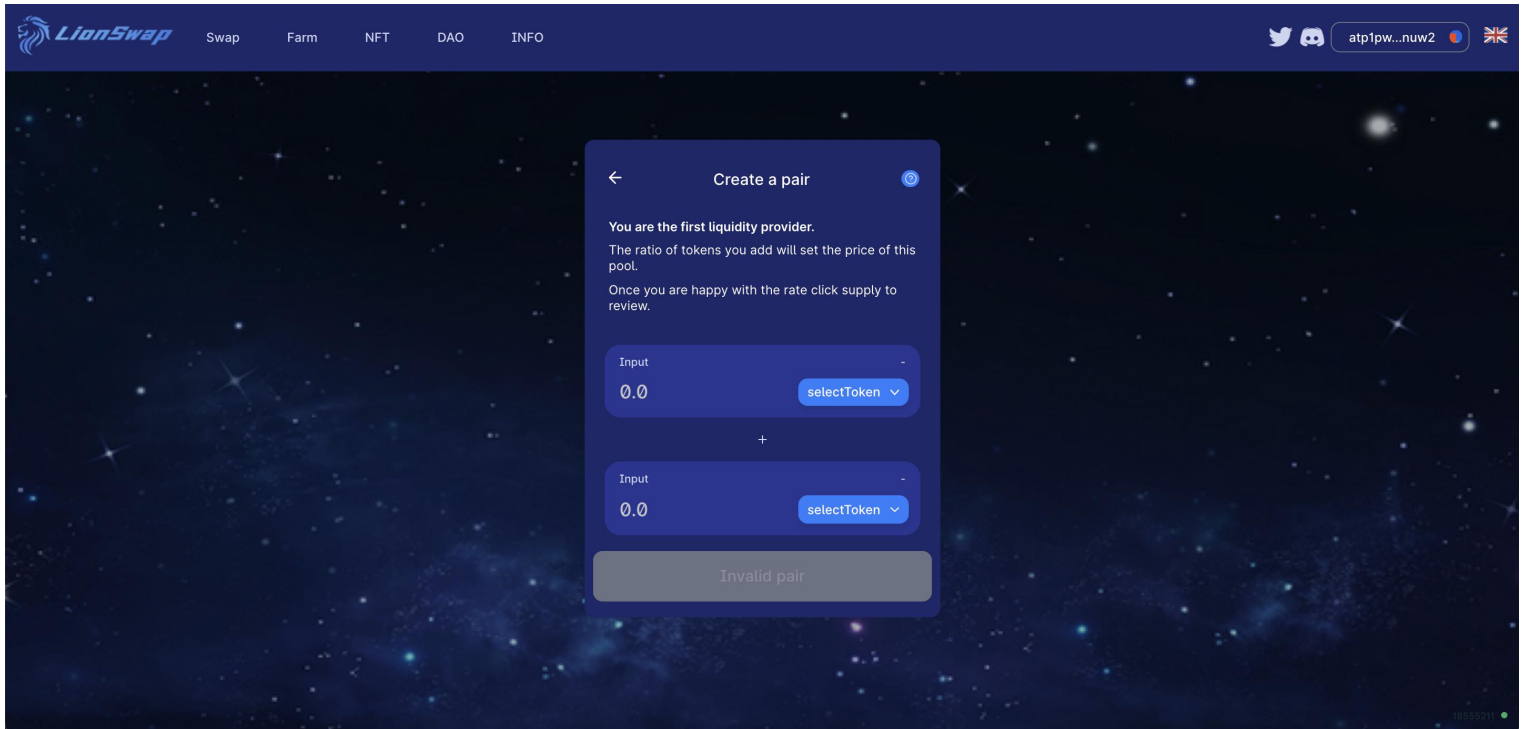 LionSwap
Swap Farm NFT DAO INFO
atp1pw...nuw2
Create a pair
You are the first liquidity provider.
The ratio of tokens you add will set the price of this
pool.
Once you are happy with the rate click supply to
review.
Input -
0.0 selectToken
+
Input -
0.0 selectToken
Invalid pair
18555211